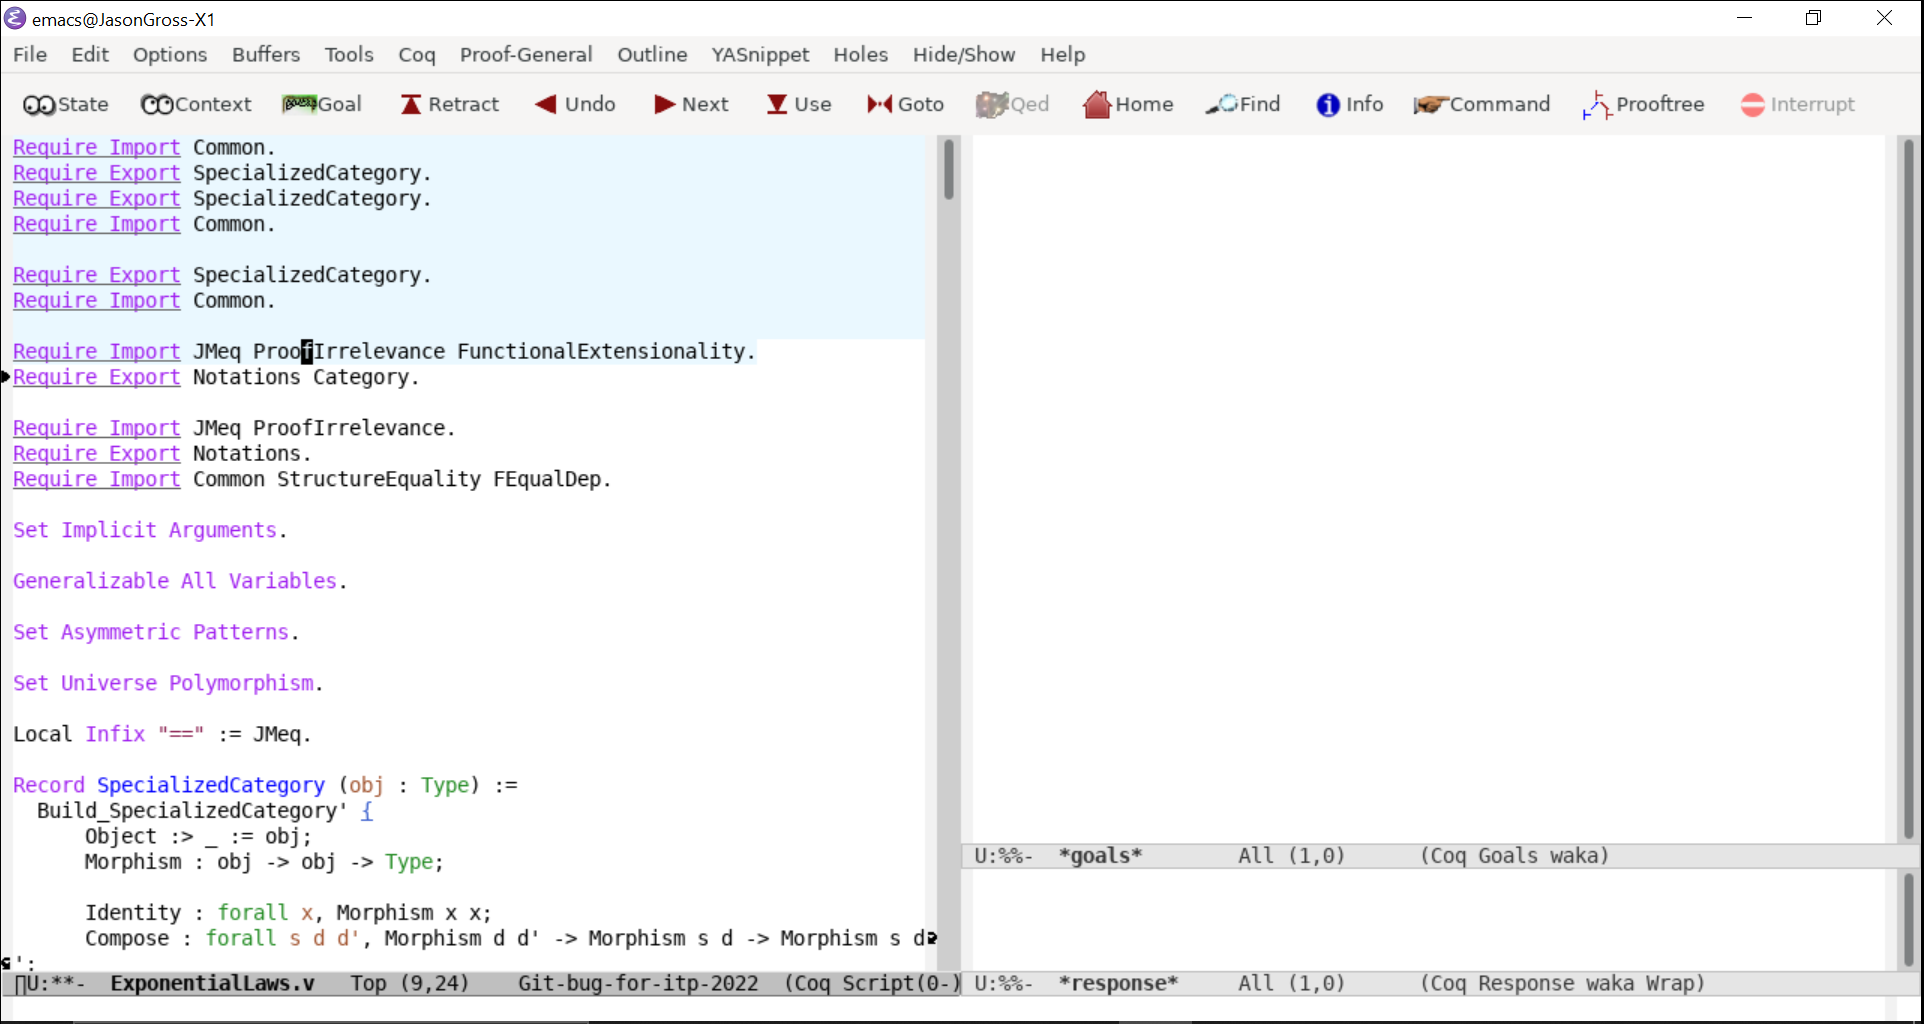 emacs@JasonGross-X1
File Edit Options Buffers Tools Coq Proof-General Outline YASnippet Holes Hide/Show Help
State Context Goal Retract Undo Next Use Goto Qed Home Find Info Command Prooftree Interrupt
Require Import Common.
Require Export SpecializedCategory.
Require Export SpecializedCategory.
Require Import Common.
Require Export SpecializedCategory.
Require Import Common.
Require Import JMeq ProofIrrelevance FunctionalExtensionality.
Require Export Notations Category.
Require Import JMeq ProofIrrelevance.
Require Export Notations.
Require Import Common StructureEquality FEqualDep.
Set Implicit Arguments.
Generalizable All Variables.
Set Asymmetric Patterns.
Set Universe Polymorphism.
Local Infix "==" := JMeq.
Record SpecializedCategory (obj : Type) :=
Build_SpecializedCategory' {
Object :> _ := obj;
Morphism : obj -> obj -> Type;
Identity : forall x, Morphism x x;
Compose : forall s d d', Morphism d d' -> Morphism s d -> Morphism s d
';
U:**- ExponentialLaws.v Top (9,24) Git-bug-for-itp-2022 (Coq Script(0-)
U:%%- *goals* All (1,0) (Coq Goals waka)
U:%%- *response* All (1,0) (Coq Response waka Wrap)